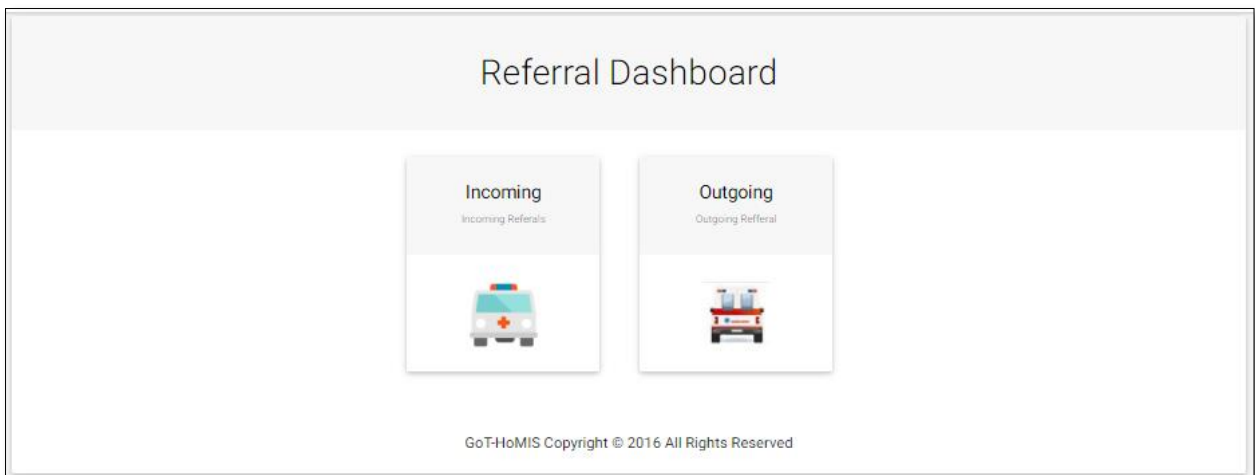 Referral Dashboard
Incoming
Incoming Referals
Outgoing
Outgoing Refferal
GoT-HoMIS Copyright © 2016 All Rights Reserved